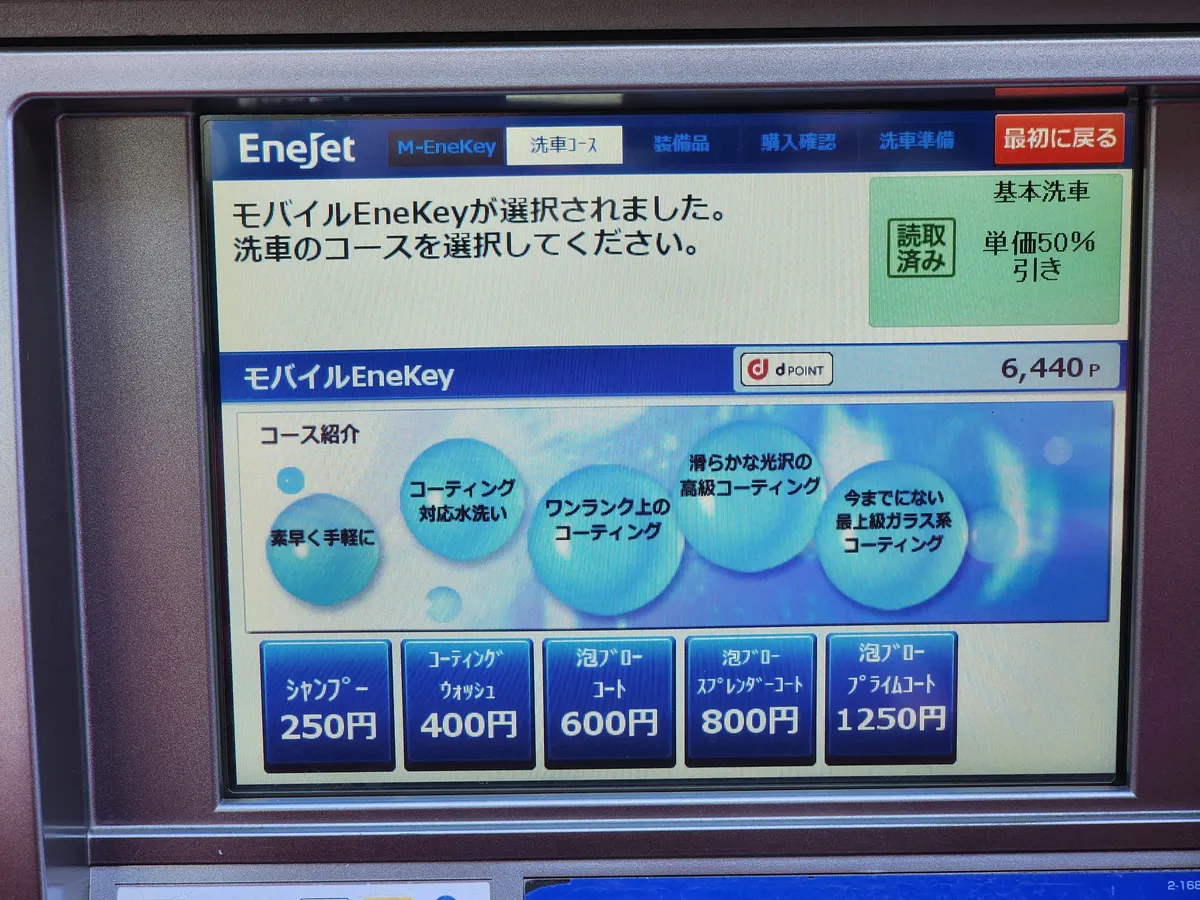 EneJet
M-EneKey
洗車コース
装備品
購入確認
洗車準備
最初に戻る
モバイルEneKeyが選択されました。
洗車のコースを選択してください。
読取
済み
基本洗車
単価50%
引き
モバイルEneKey
d POINT
6,440P
コース紹介
素早く手軽に
コーティング
対応水洗い
ワンランク上の
コーティング
滑らかな光沢の
高級コーティング
今までにない
最上級ガラス系
コーティング
シャンプー
250円
コーティング
ウォッシュ
400円
泡ブロー
コート
600円
泡ブロー
スプレンダーコート
800円
泡ブロー
プライムコート
1250円
2-168